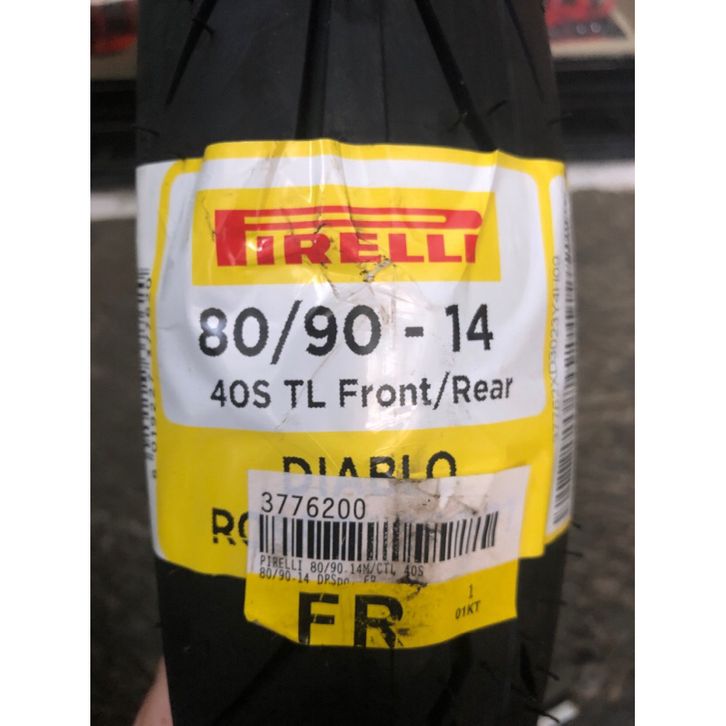 PIRELLI
80/90 - 14
40S TL Front/Rear
DIABLO
3776200
PIRELLI 80/90-14M/CTL 40S
80/90-14 DRSpo. FR
FR
1
01KT